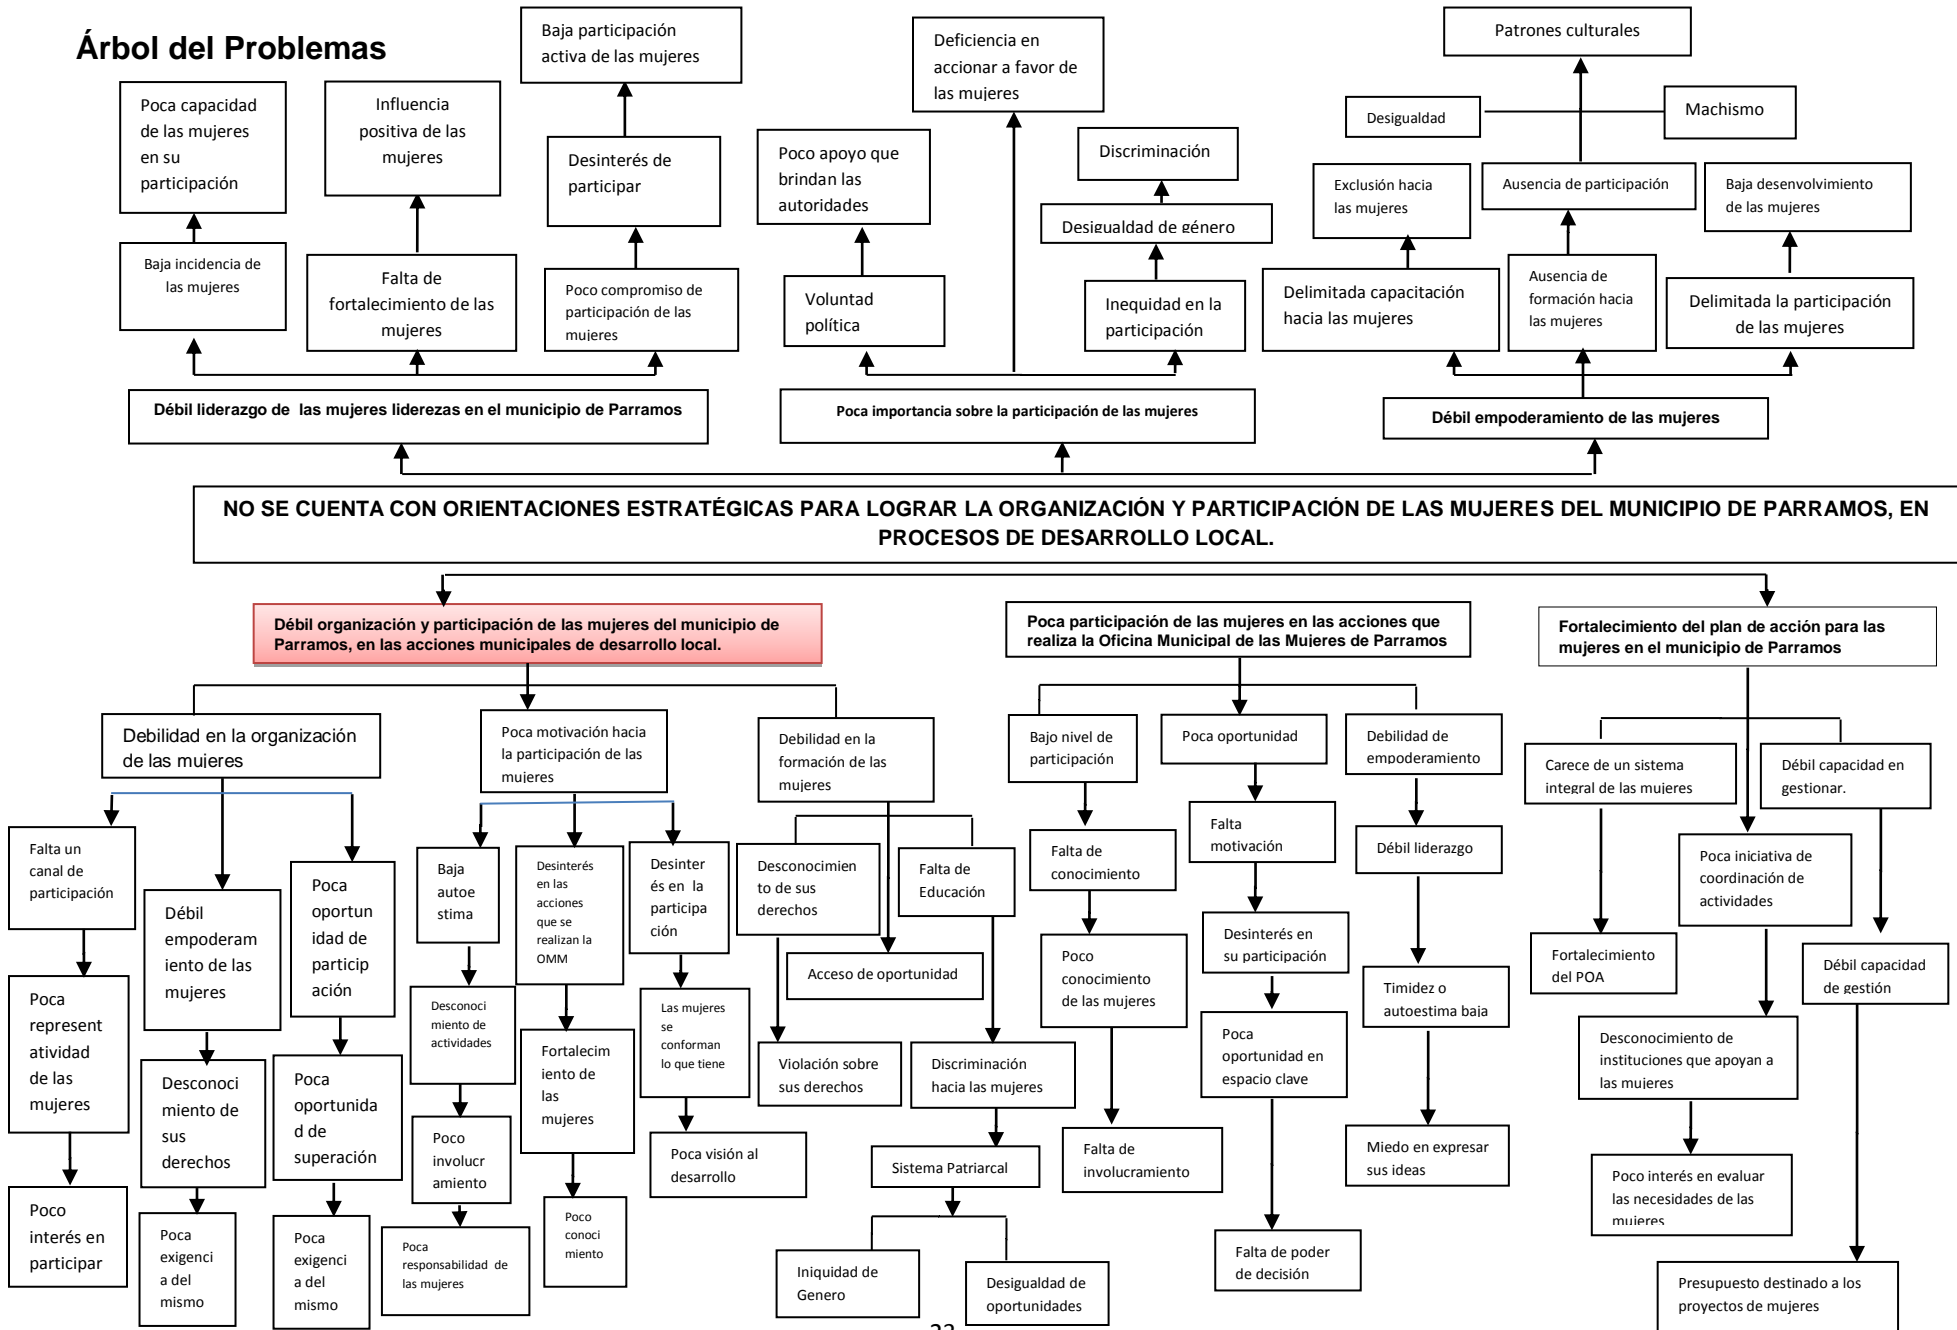 Árbol del Problemas
Baja participación
activa de las mujeres
Deficiencia en
accionar a favor de
las mujeres
Patrones culturales
Poca capacidad
de las mujeres
en su
participación
Influencia
positiva de las
mujeres
Desinterés de
participar
Poco apoyo que
brindan las
autoridades
Discriminación
Desigualdad
Machismo
Exclusión hacia
las mujeres
Ausencia de participación
Baja desenvolvimiento
de las mujeres
Desigualdad de género
Baja incidencia de
las mujeres
Falta de
fortalecimiento de las
mujeres
Poco compromiso de
participación de las
mujeres
Voluntad
política
Inequidad en la
participación
Delimitada capacitación
hacia las mujeres
Ausencia de
formación hacia
las mujeres
Delimitada la participación
de las mujeres
Débil liderazgo de las mujeres liderezas en el municipio de Parramos
Poca importancia sobre la participación de las mujeres
Débil empoderamiento de las mujeres
NO SE CUENTA CON ORIENTACIONES ESTRATÉGICAS PARA LOGRAR LA ORGANIZACIÓN Y PARTICIPACIÓN DE LAS MUJERES DEL MUNICIPIO DE PARRAMOS, EN
PROCESOS DE DESARROLLO LOCAL.
Débil organización y participación de las mujeres del municipio de
Parramos, en las acciones municipales de desarrollo local.
Poca participación de las mujeres en las acciones que
realiza la Oficina Municipal de las Mujeres de Parramos
Fortalecimiento del plan de acción para las
mujeres en el municipio de Parramos
Debilidad en la organización
de las mujeres
Poca motivación hacia
la participación de las
mujeres
Debilidad en la
formación de las
mujeres
Bajo nivel de
participación
Poca oportunidad
Debilidad de
empoderamiento
Carece de un sistema
integral de las mujeres
Débil capacidad en
gestionar.
Falta un
canal de
participación
Débil
empoderam
iento de las
mujeres
Poca
oportun
idad de
particip
ación
Baja
autoe
stima
Desinterés
en las
acciones
que se
realizan la
OMM
Desinter
és en la
participa
ción
Desconocimien
to de sus
derechos
Falta de
Educación
Falta de
conocimiento
Falta
motivación
Débil liderazgo
Poca iniciativa de
coordinación de
actividades
Acceso de oportunidad
Poco
conocimiento
de las mujeres
Desinterés en
su participación
Timidez o
autoestima baja
Fortalecimiento
del POA
Débil capacidad
de gestión
Poca
represent
atividad
de las
mujeres
Desconoci
miento de
sus
derechos
Poca
oportunida
d de
superación
Desconoci
miento de
actividades
Fortalecim
iento de
las
mujeres
Las mujeres
se
conforman
lo que tiene
Violación sobre
sus derechos
Discriminación
hacia las mujeres
Poca
oportunidad en
espacio clave
Desconocimiento de
instituciones que apoyan a
las mujeres
Poco
interés en
participar
Poca
exigenci
a del
mismo
Poca
exigenci
a del
mismo
Poco
involucr
amiento
Poca
responsabilidad de
las mujeres
Poco
conoci
miento
Poca visión al
desarrollo
Sistema Patriarcal
Iniquidad de
Genero
Desigualdad de
oportunidades
Falta de
involucramiento
Falta de poder
de decisión
Miedo en expresar
sus ideas
Poco interés en evaluar
las necesidades de las
mujeres
Presupuesto destinado a los
proyectos de mujeres